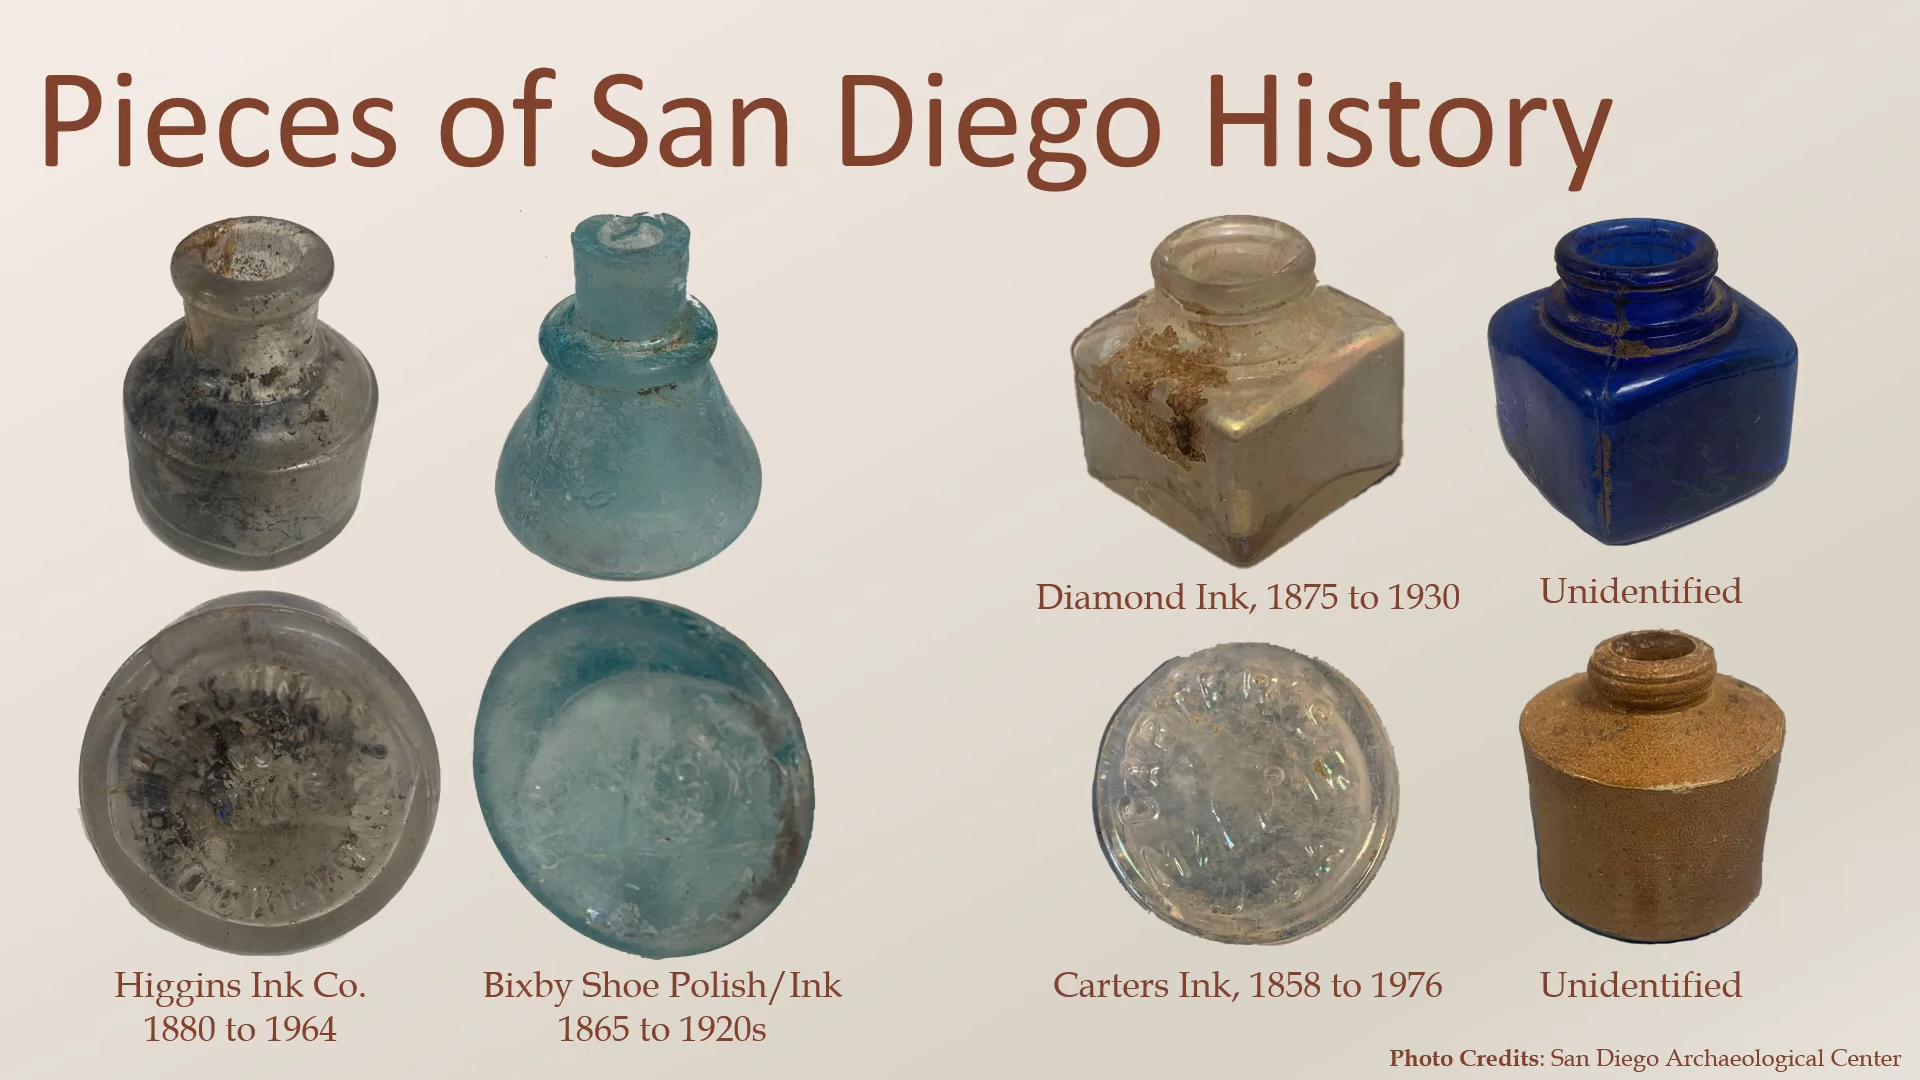 Pieces of San Diego History
Diamond Ink, 1875 to 1930
Unidentified
CARTER'S
Higgins Ink Co.
1880 to 1964
Bixby Shoe Polish/Ink
1865 to 1920s
Carters Ink, 1858 to 1976
Unidentified
Photo Credits: San Diego Archaeological Center